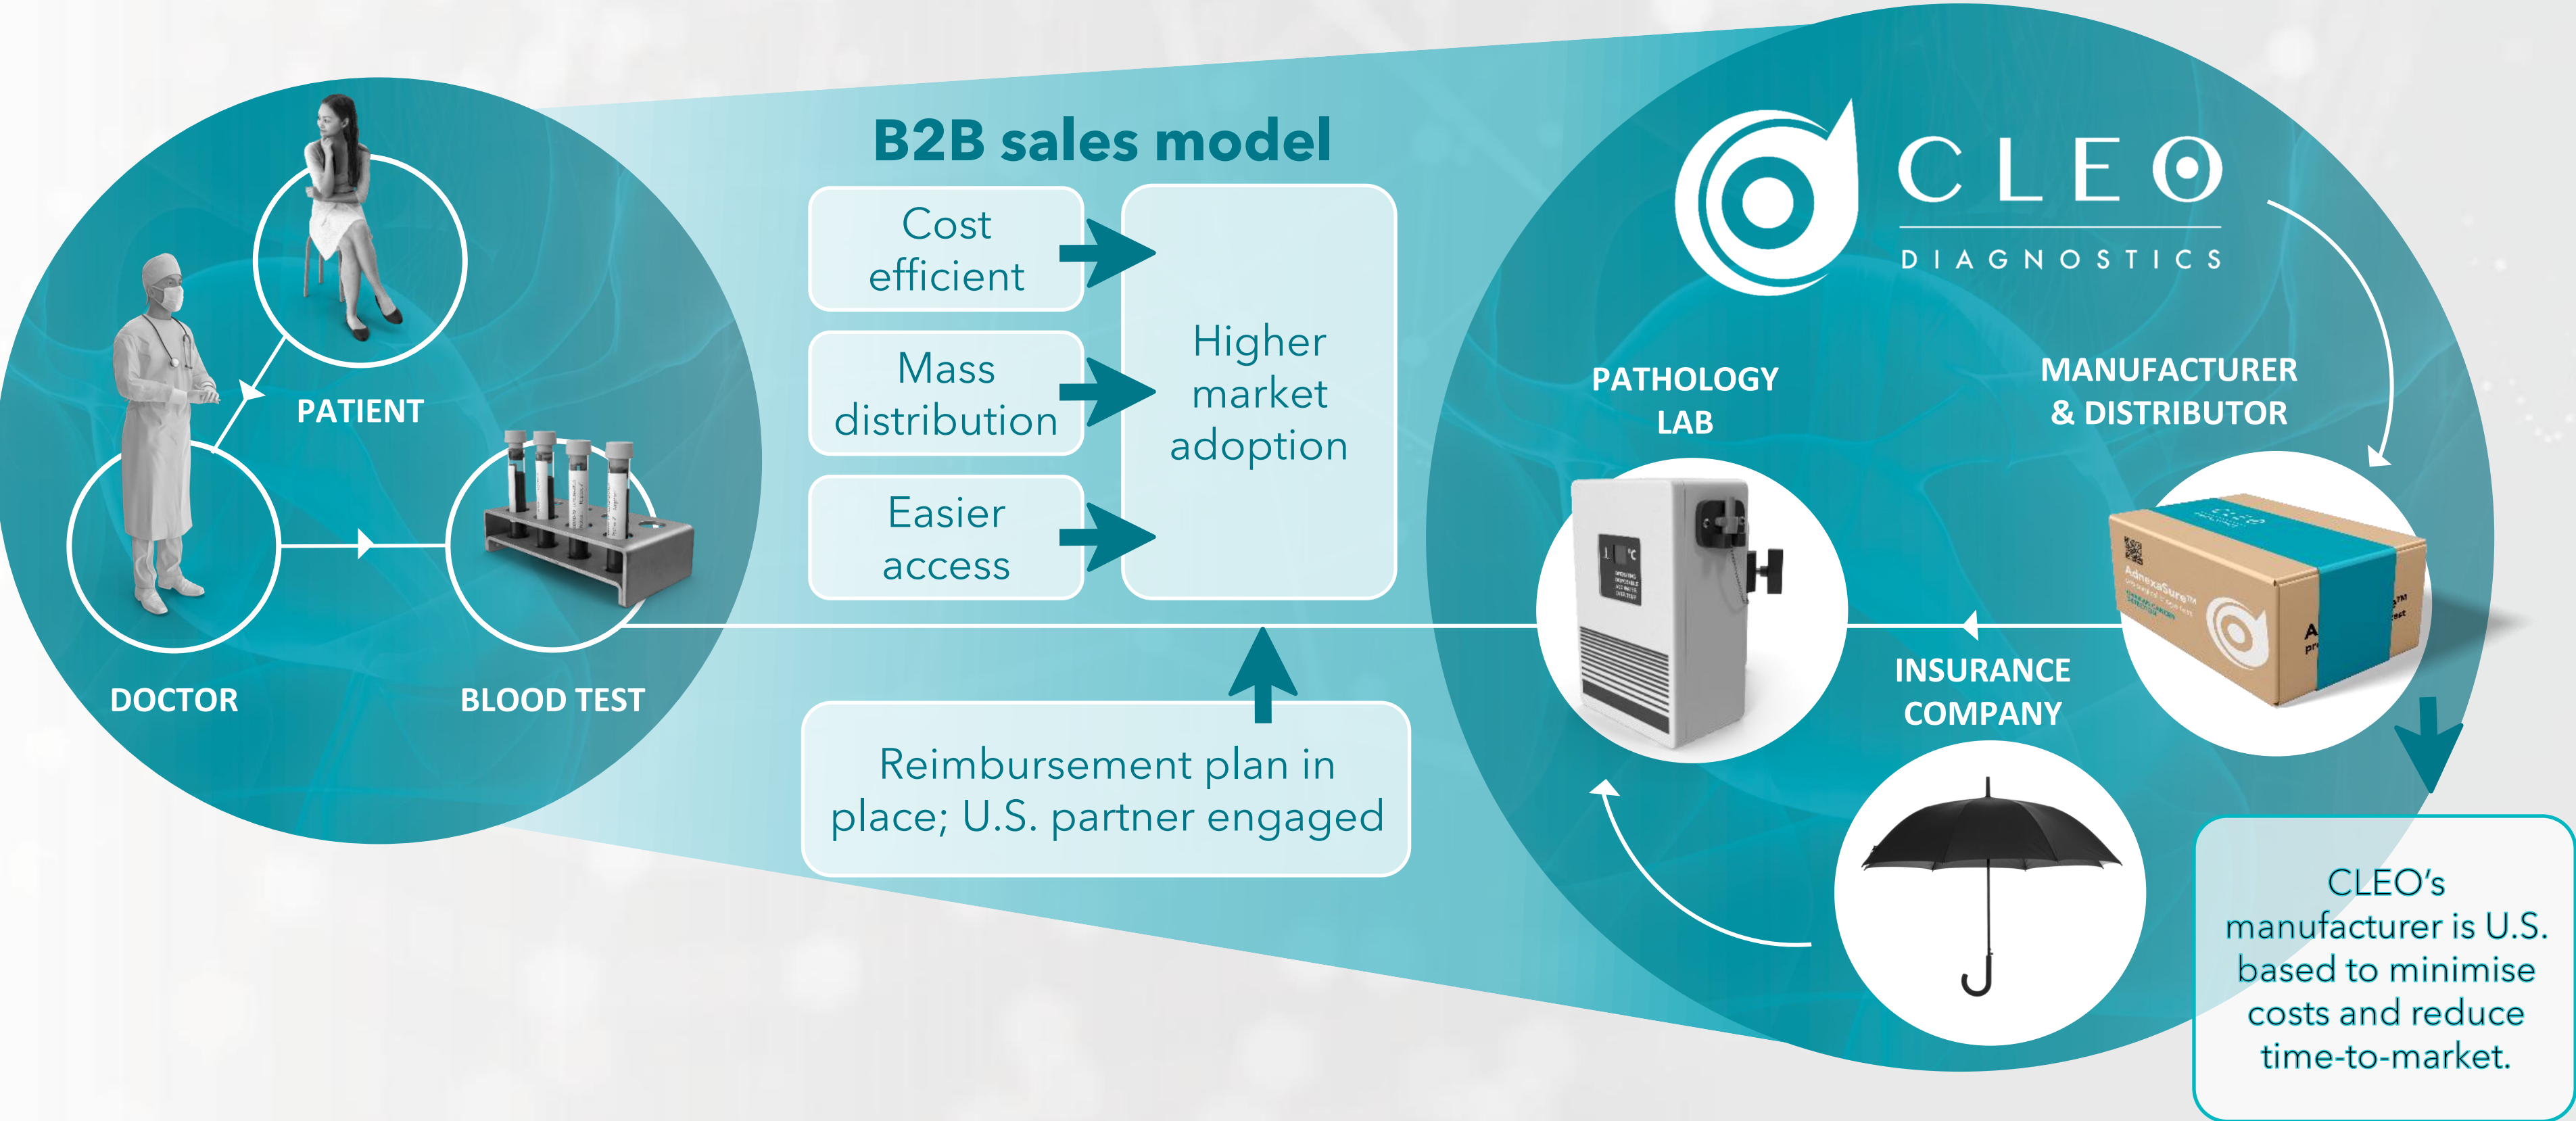 B2B sales model
Cost
efficient
Mass
distribution
Easier
access
Higher
market
adoption
Reimbursement plan in
place; U.S. partner engaged
PATIENT
DOCTOR
BLOOD TEST
CLEO
DIAGNOSTICS
PATHOLOGY
LAB
MANUFACTURER
& DISTRIBUTOR
INSURANCE
COMPANY
°C
CLEO
AdnexaSure™
CLEO's
manufacturer is U.S.
based to minimise
costs and reduce
time-to-market.